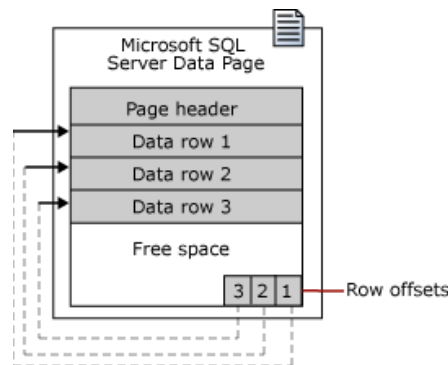 Microsoft SQL
Server Data Page
Page header
Data row 1
Data row 2
Data row 3
Free space
3 2 1
Row offsets